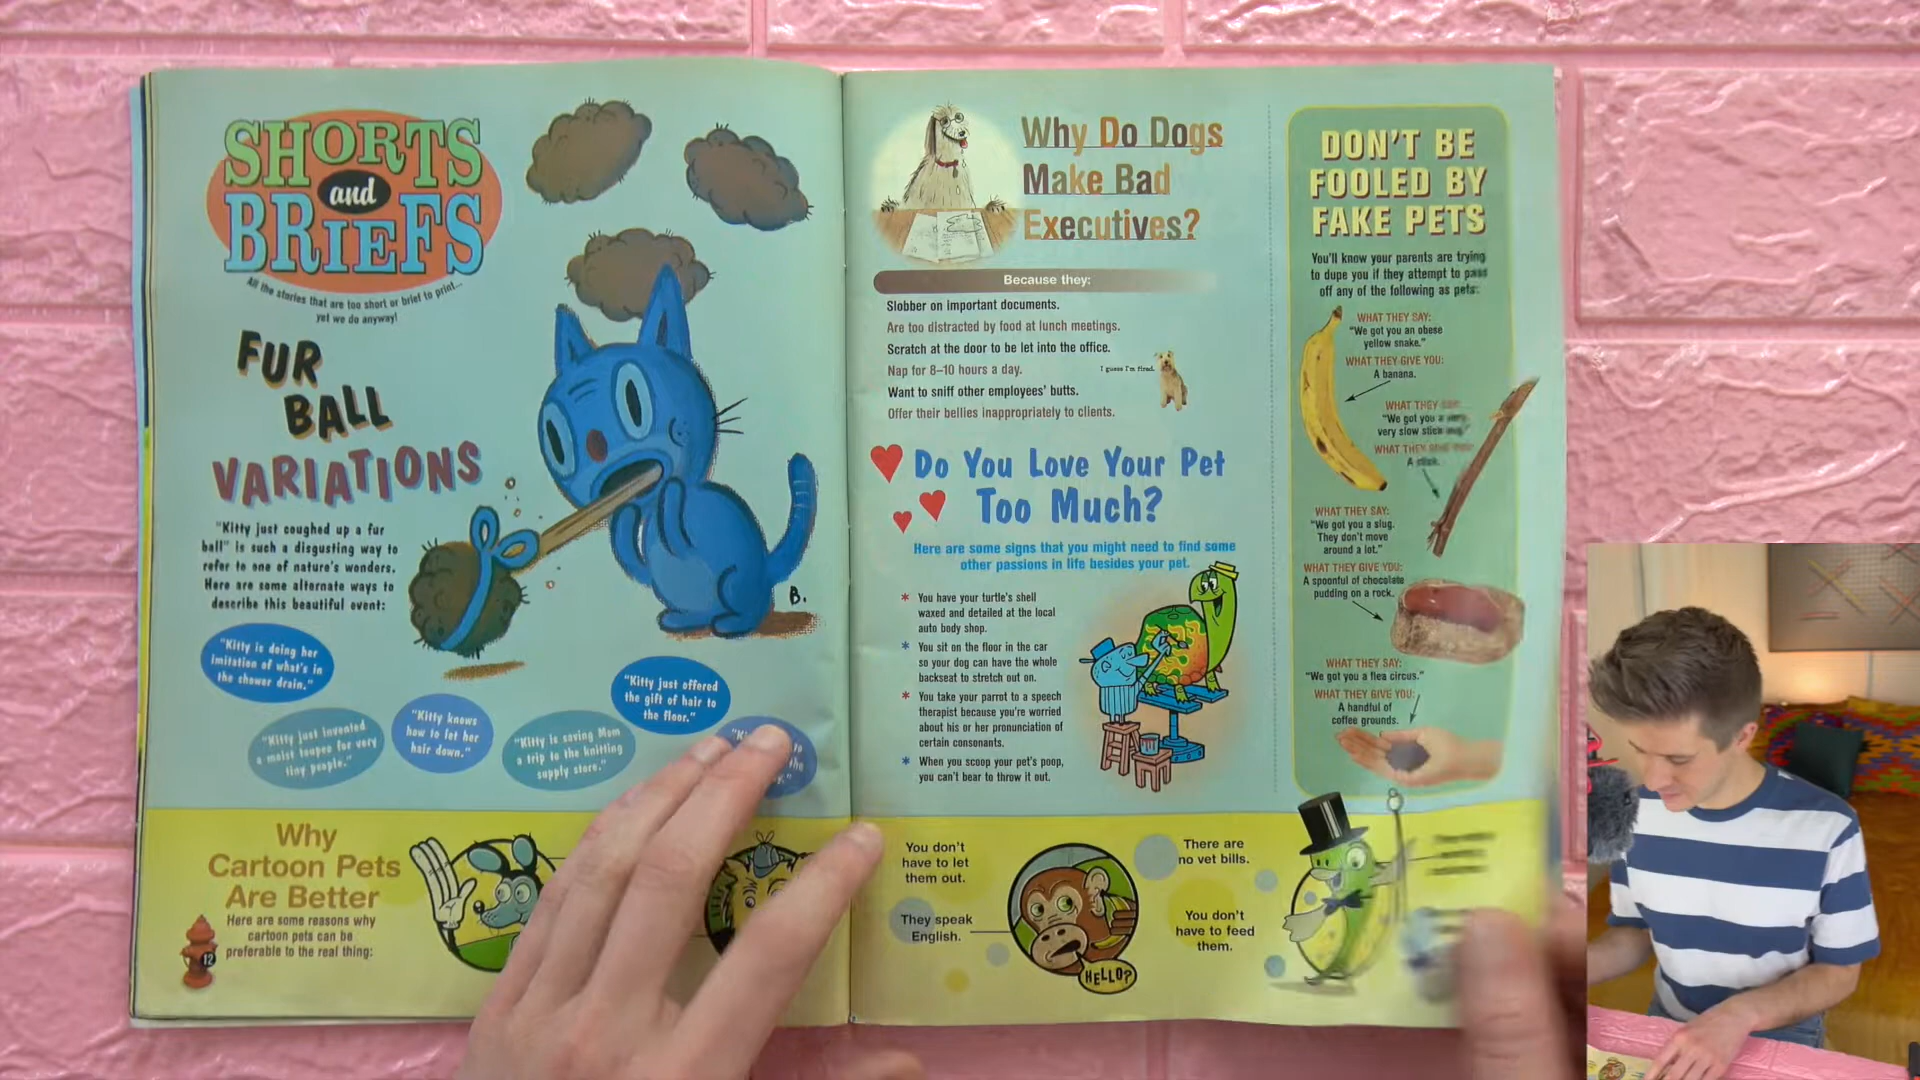 SHORTS
and
BRIEFS
All the stories that are too short or brief to print...
yet we do anyway!
FUR
BALL
VARIATIONS
"Kitty just coughed up a fur
ball" is such a disgusting way to
refer to one of nature's wonders.
Here are some alternate ways to
describe this beautiful event:
"Kitty is doing her
imitation of what's in
the shower drain."
"Kitty just invented
a moist toupee for very
tiny people."
"Kitty knows
how to let her
hair down."
"Kitty is saving Mom
a trip to the knitting
supply store."
"Kitty just offered
the gift of hair to
the floor."
B.
Why
Cartoon Pets
Are Better
Here are some reasons why
cartoon pets can be
preferable to the real thing:
12
Why Do Dogs
Make Bad
Executives?
Because they:
Slobber on important documents.
Are too distracted by food at lunch meetings.
Scratch at the door to be let into the office.
Nap for 8–10 hours a day.
I guess I'm fired.
Want to sniff other employees' butts.
Offer their bellies inappropriately to clients.
Do You Love Your Pet
Too Much?
Here are some signs that you might need to find some
other passions in life besides your pet.
* You have your turtle's shell
waxed and detailed at the local
auto body shop.
* You sit on the floor in the car
so your dog can have the whole
backseat to stretch out on.
* You take your parrot to a speech
therapist because you're worried
about his or her pronunciation of
certain consonants.
* When you scoop your pet's poop,
you can't bear to throw it out.
You don't
have to let
them out.
They speak
English.
HELLO?
There are
no vet bills.
You don't
have to feed
them.
DON'T BE
FOOLED BY
FAKE PETS
You'll know your parents are trying
to dupe you if they attempt to pass
off any of the following as pets:
WHAT THEY SAY:
"We got you an obese
yellow snake."
WHAT THEY GIVE YOU:
A banana.
WHAT THEY SAY:
"We got you a very
very slow stick
WHAT THEY GIVE YOU:
A stick.
WHAT THEY SAY:
"We got you a slug.
They don't move
around a lot."
WHAT THEY GIVE YOU:
A spoonful of chocolate
pudding on a rock.
WHAT THEY SAY:
"We got you a flea circus."
WHAT THEY GIVE YOU:
A handful of
coffee grounds.